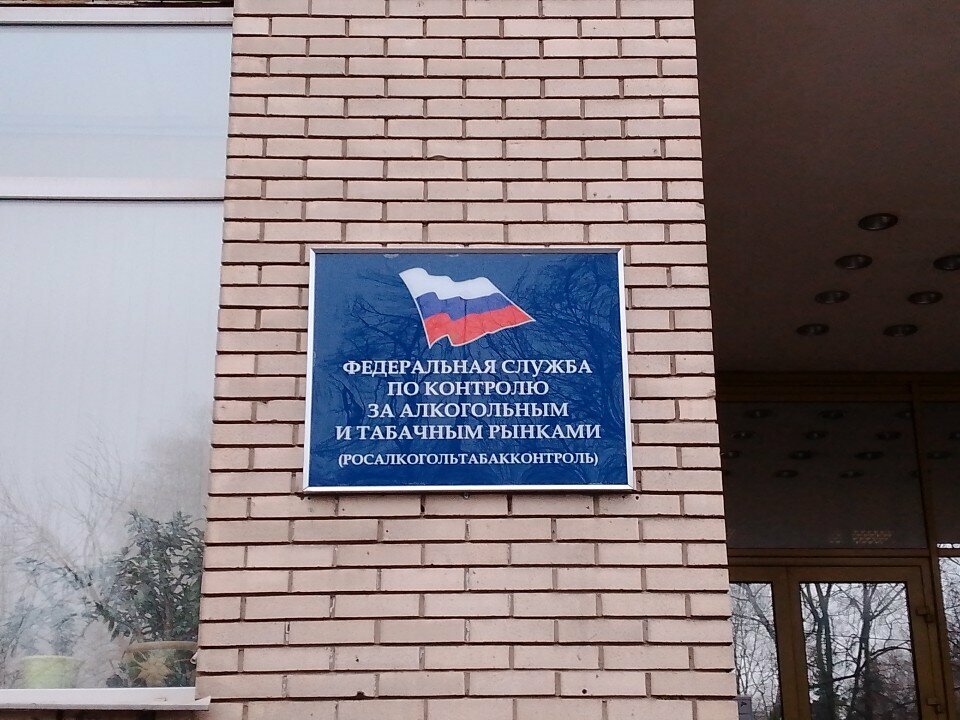 ФЕДЕРАЛЬНАЯ СЛУЖБА
ПО КОНТРОЛЮ
ЗА АЛКОГОЛЬНЫМ
И ТАБАЧНЫМ РЫНКАМИ
(РОСАЛКОГОЛЬТАБАККОНТРОЛЬ)